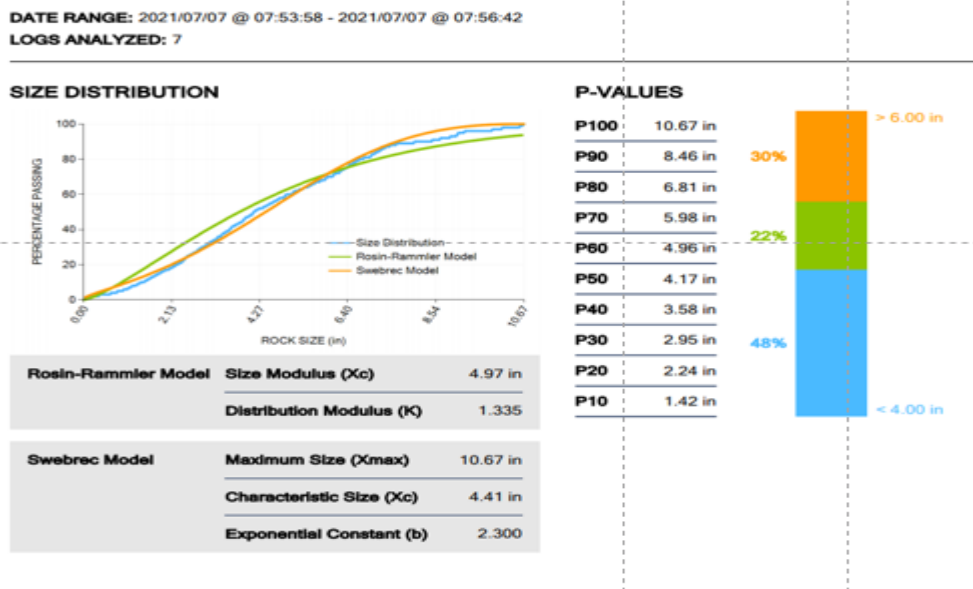 DATE RANGE: 2021/07/07 @ 07:53:58 - 2021/07/07 @ 07:56:42
LOGS ANALYZED: 7
SIZE DISTRIBUTION
PERCENTAGE PASSING
100
80
60
40
20
0
Size Distribution
Rosin-Rammler Model
Swebrec Model
0.00 2.13 4.27 6.40 8.54 10.67
ROCK SIZE (in)
Rosin-Rammler Model Size Modulus (Xc) 4.97 in
Distribution Modulus (K) 1.335
Swebrec Model Maximum Size (Xmax) 10.67 in
Characteristic Size (Xc) 4.41 in
Exponential Constant (b) 2.300
P-VALUES
P100 10.67 in
P90 8.46 in
P80 6.81 in
P70 5.98 in
P60 4.96 in
P50 4.17 in
P40 3.58 in
P30 2.95 in
P20 2.24 in
P10 1.42 in
> 6.00 in
30%
22%
48%
< 4.00 in